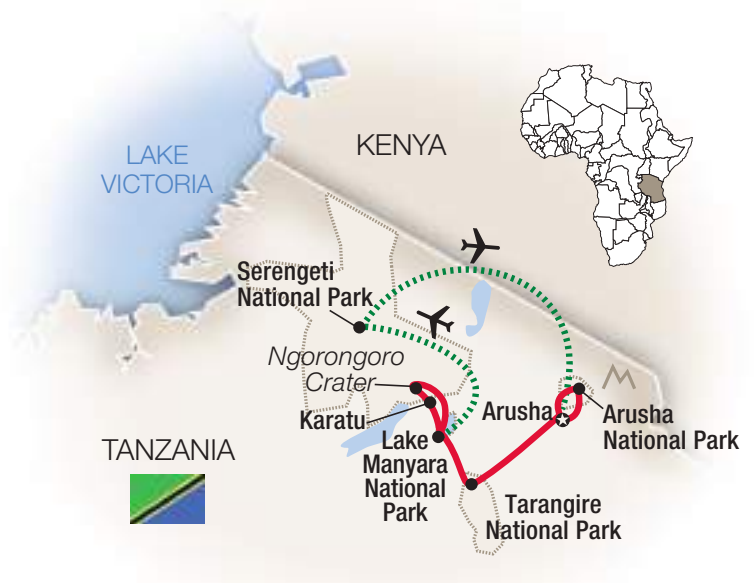 KENYA
LAKE
VICTORIA
Serengeti
National Park
Ngorongoro
Crater
Karatu
Arusha
Arusha
National Park
Lake
Manyara
National
Park
TANZANIA
Tarangire
National Park